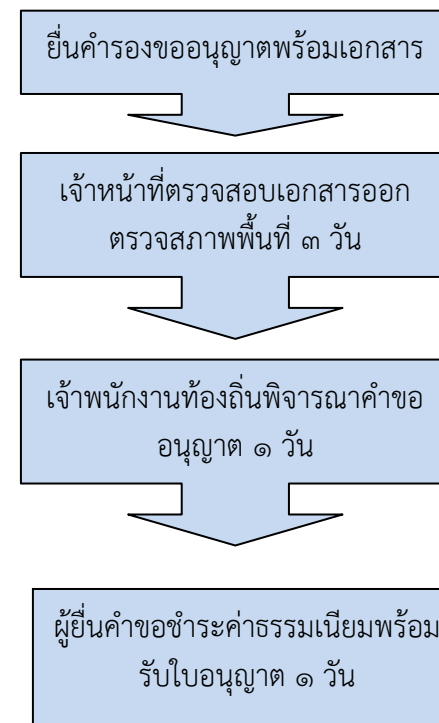 ยื่นคำรองขออนุญาตพร้อมเอกสาร
เจ้าหน้าที่ตรวจสอบเอกสารออก
ตรวจสภาพพื้นที่ ๓ วัน
เจ้าพนักงานท้องถิ่นพิจารณาคำขอ
อนุญาต ๑ วัน
ผู้ยื่นคำขอชำระค่าธรรมเนียมพร้อม
รับใบอนุญาต ๑ วัน